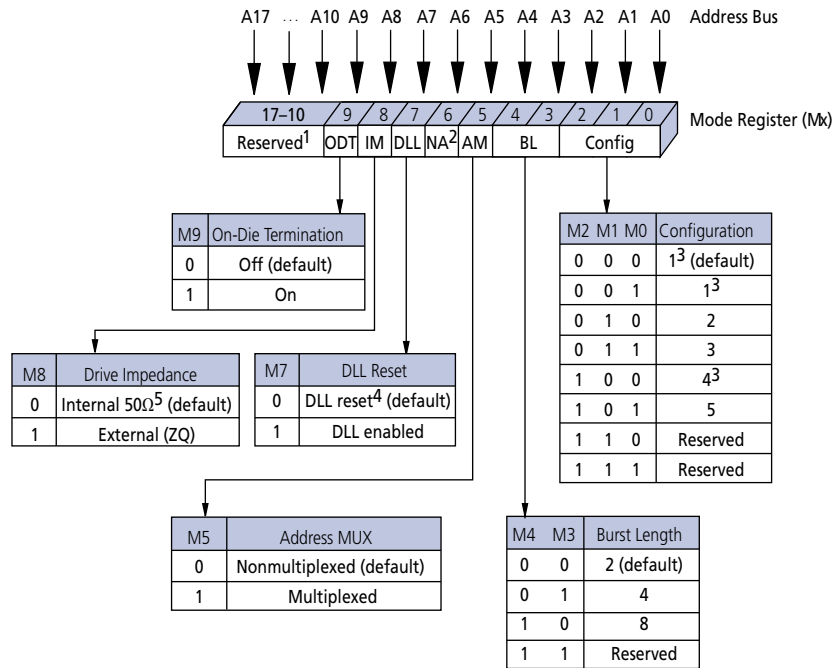 A17 ... A10 A9 A8 A7 A6 A5 A4 A3 A2 A1 A0 Address Bus
17–10 9 8 7 6 5 4 3 2 1 0
Mode Register (Mx)
Reserved1 ODT IM DLL NA2 AM BL Config
M9 On-Die Termination
0 Off (default)
1 On
M2 M1 M0 Configuration
0 0 0 13 (default)
0 0 1 13
0 1 0 2
0 1 1 3
1 0 0 43
1 0 1 5
1 1 0 Reserved
1 1 1 Reserved
M8 Drive Impedance
0 Internal 50Ω5 (default)
1 External (ZQ)
M7 DLL Reset
0 DLL reset4 (default)
1 DLL enabled
M5 Address MUX
0 Nonmultiplexed (default)
1 Multiplexed
M4 M3 Burst Length
0 0 2 (default)
0 1 4
1 0 8
1 1 Reserved